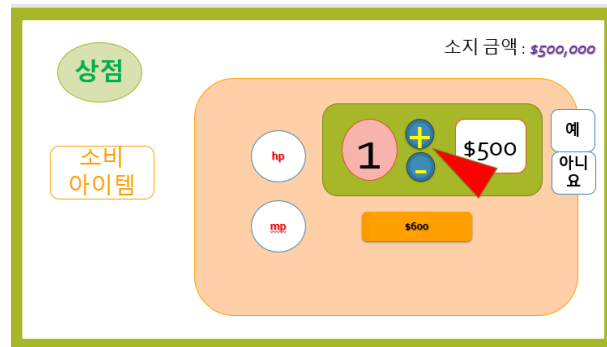 소지 금액 : $500,000
상점
소비
아이템
hp
1
+
-
$500
예
아니
요
mp
$600